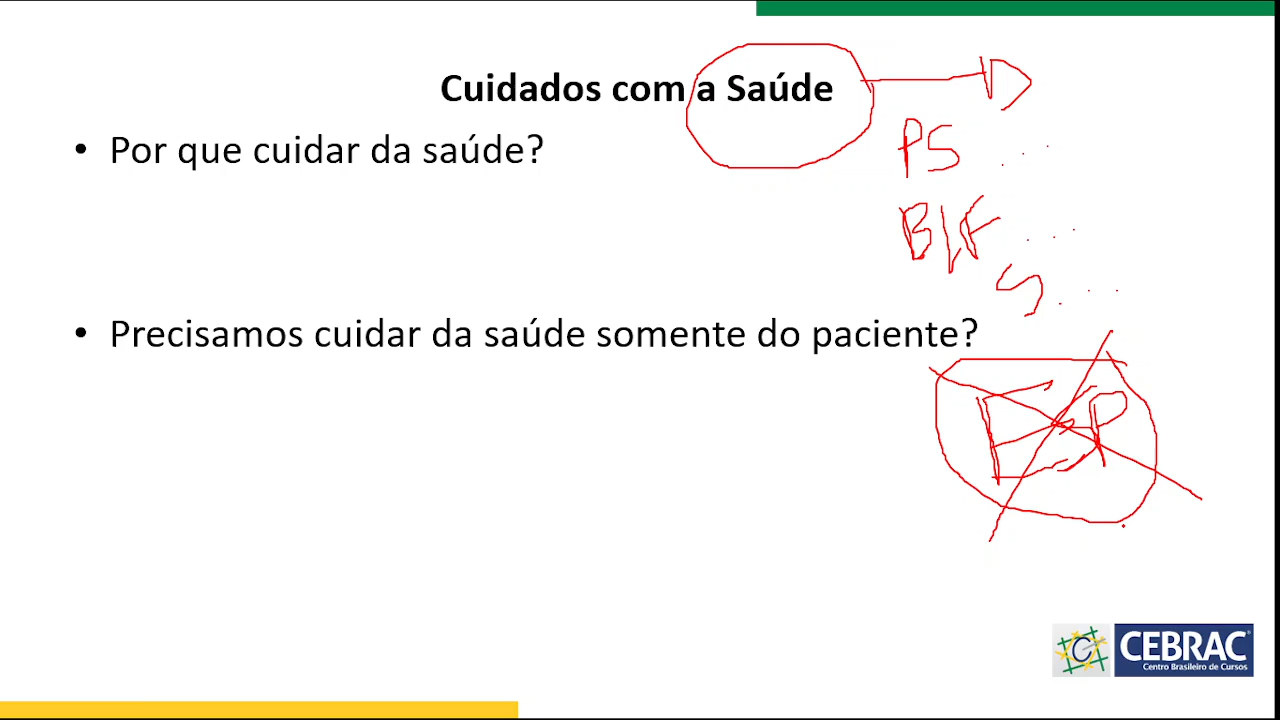 Cuidados com a Saúde
• Por que cuidar da saúde?
PS ...
B/F ...
S...
• Precisamos cuidar da saúde somente do paciente?
CEBRAC
Centro Brasileiro de Cursos